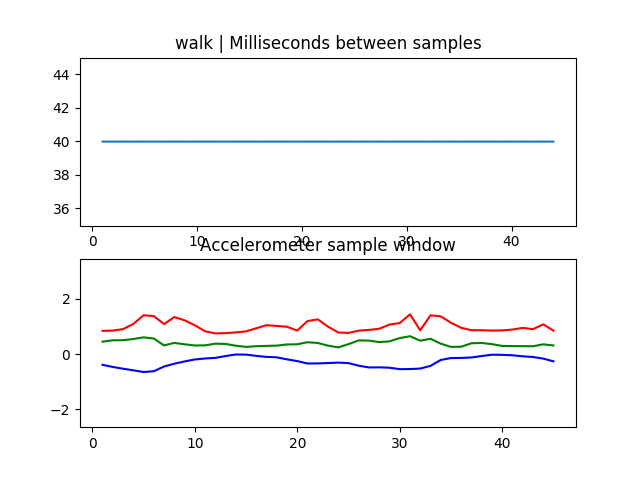 walk | Milliseconds between samples
44
42
40
38
36
0 10 20 30 40
Accelerometer sample window
2
0
−2
0 10 20 30 40